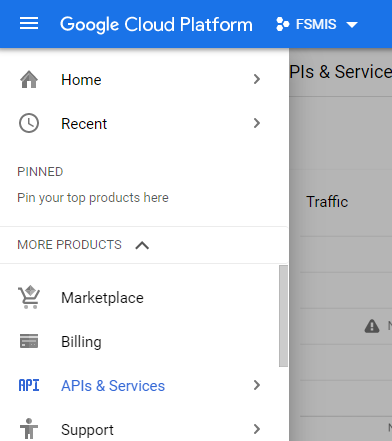 Google Cloud Platform FSMIS
Home
PIs & Service
Recent
PINNED
Pin your top products here
Traffic
MORE PRODUCTS
Marketplace
Billing
API APIs & Services
Support